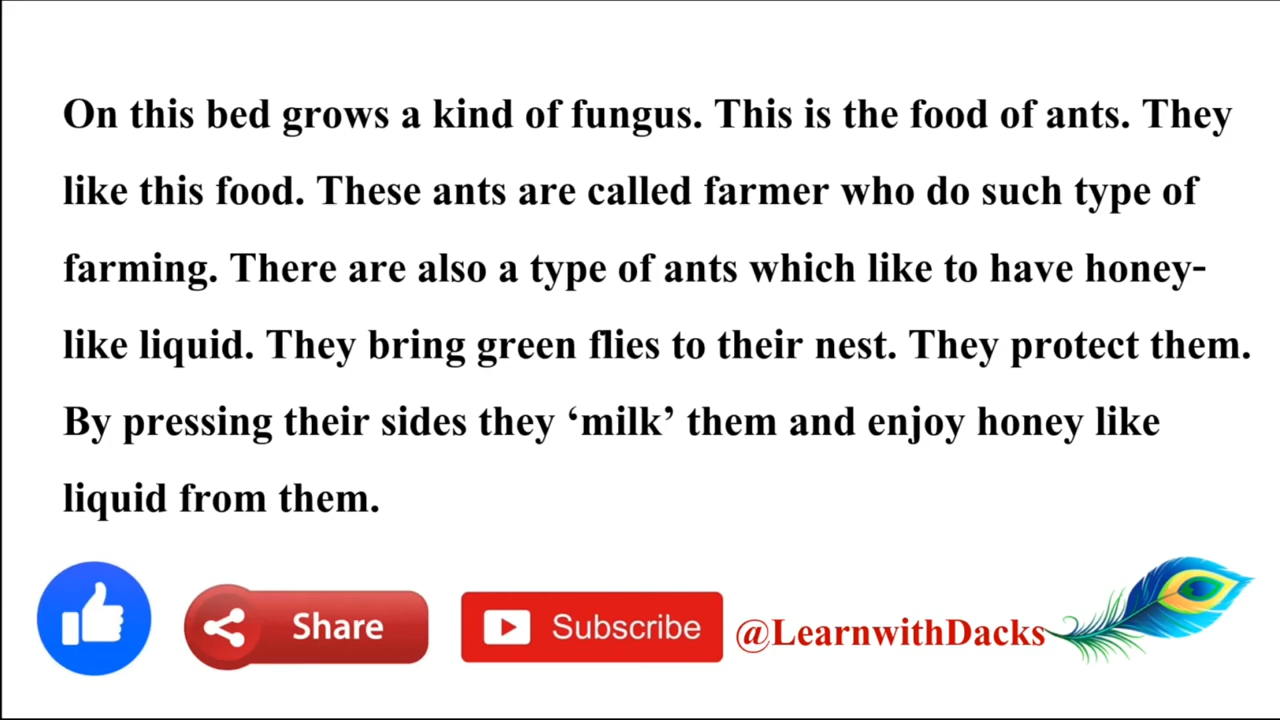 On this bed grows a kind of fungus. This is the food of ants. They
like this food. These ants are called farmer who do such type of
farming. There are also a type of ants which like to have honey-
like liquid. They bring green flies to their nest. They protect them.
By pressing their sides they ‘milk’ them and enjoy honey like
liquid from them.
Share
Subscribe
@LearnwithDacks